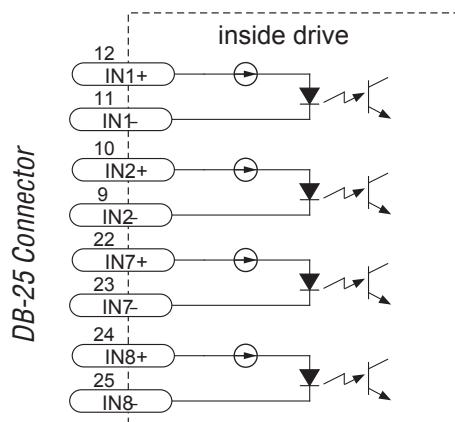 inside drive
12
IN1+
11
IN1-
10
IN2+
9
IN2-
22
IN7+
23
IN7-
24
IN8+
25
IN8-
DB-25 Connector